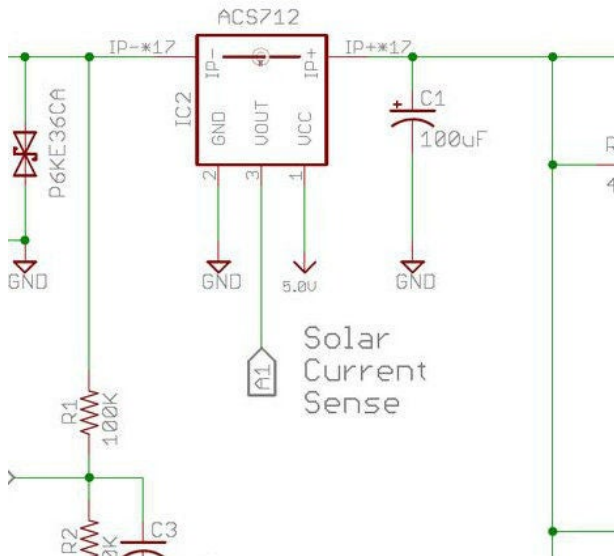 ACS712
IP-*17
IP+*17
IP-
IP+
IC2
GND
VOUT
VCC
2
3
1
P6KE36CA
+
C1
100uF
GND
GND
5.0V
GND
A1
Solar
Current
Sense
R1
100K
R2
C3
R
4